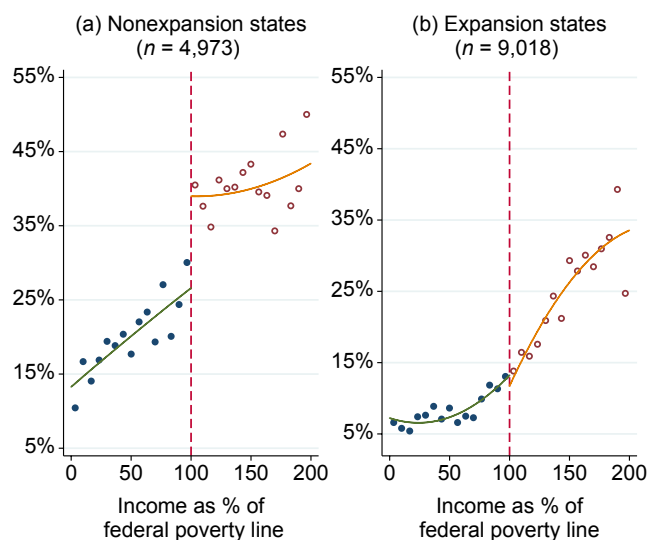 (a) Nonexpansion states
(n = 4,973)
55%
45%
35%
25%
15%
5%
0 50 100 150 200
Income as % of
federal poverty line
(b) Expansion states
(n = 9,018)
55%
45%
35%
25%
15%
5%
0 50 100 150 200
Income as % of
federal poverty line